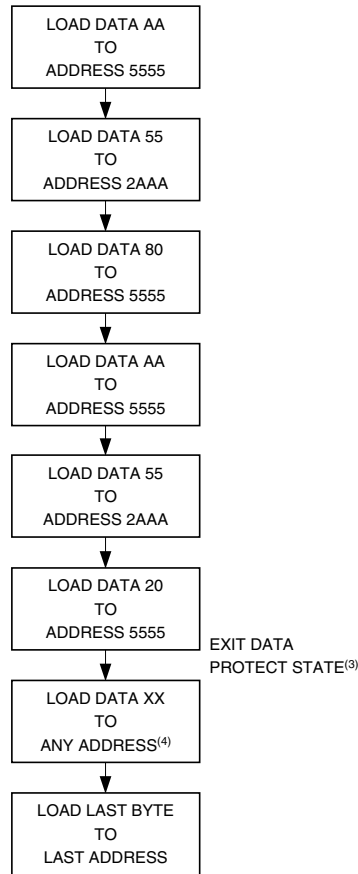 LOAD DATA AA
TO
ADDRESS 5555
LOAD DATA 55
TO
ADDRESS 2AAA
LOAD DATA 80
TO
ADDRESS 5555
LOAD DATA AA
TO
ADDRESS 5555
LOAD DATA 55
TO
ADDRESS 2AAA
LOAD DATA 20
TO
ADDRESS 5555
EXIT DATA
PROTECT STATE(3)
LOAD DATA XX
TO
ANY ADDRESS(4)
LOAD LAST BYTE
TO
LAST ADDRESS